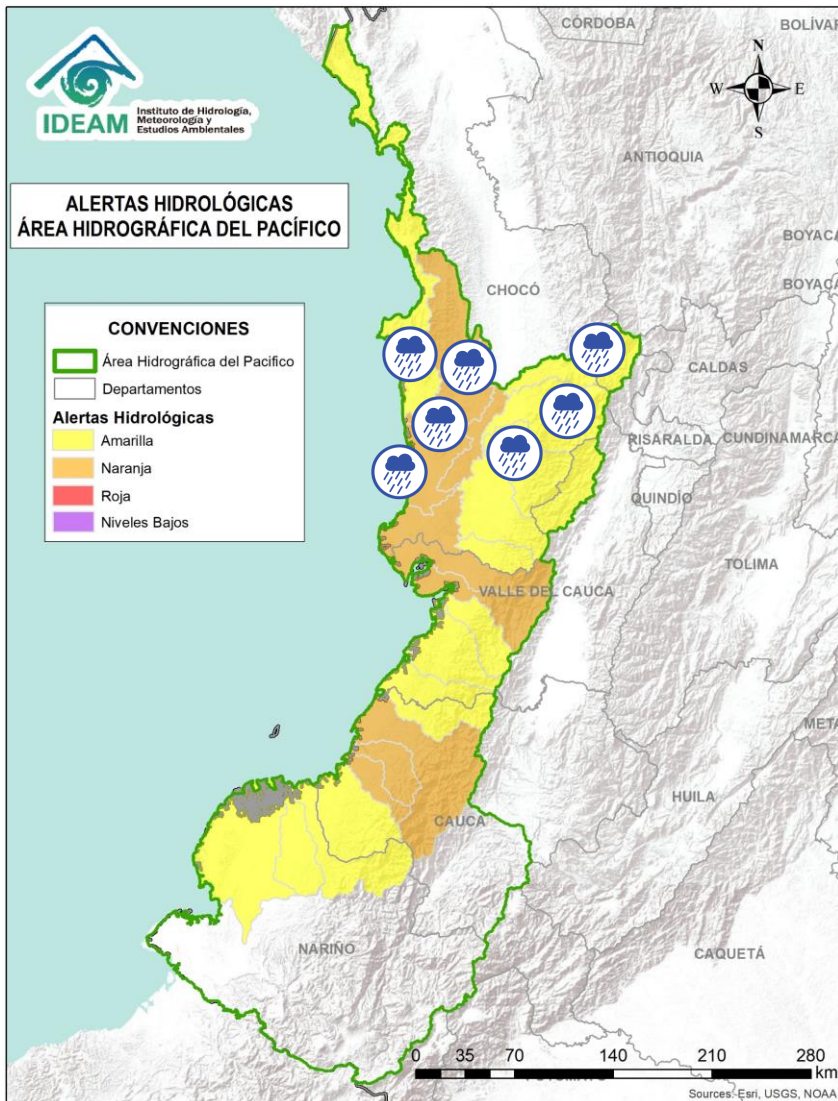 IDEAM
Instituto de Hidrología,
Meteorología y
Estudios Ambientales
ALERTAS HIDROLÓGICAS
ÁREA HIDROGRÁFICA DEL PACÍFICO
CONVENCIONES
Área Hidrográfica del Pacifico
Departamentos
Alertas Hidrológicas
Amarilla
Naranja
Roja
Niveles Bajos
N
W E
S
CÓRDOBA
BOLÍVAR
ANTIOQUIA
BOYACÁ
CHOCÓ
BOYACÁ
CALDAS
RISARALDA
CUNDINAMARCA
QUINDÍO
TOLIMA
VALLE DEL CAUCA
META
HUILA
CAUCA
NARIÑO
CAQUETÁ
0 35 70 140 210 280
km
Sources: Esri, USGS, NOAA